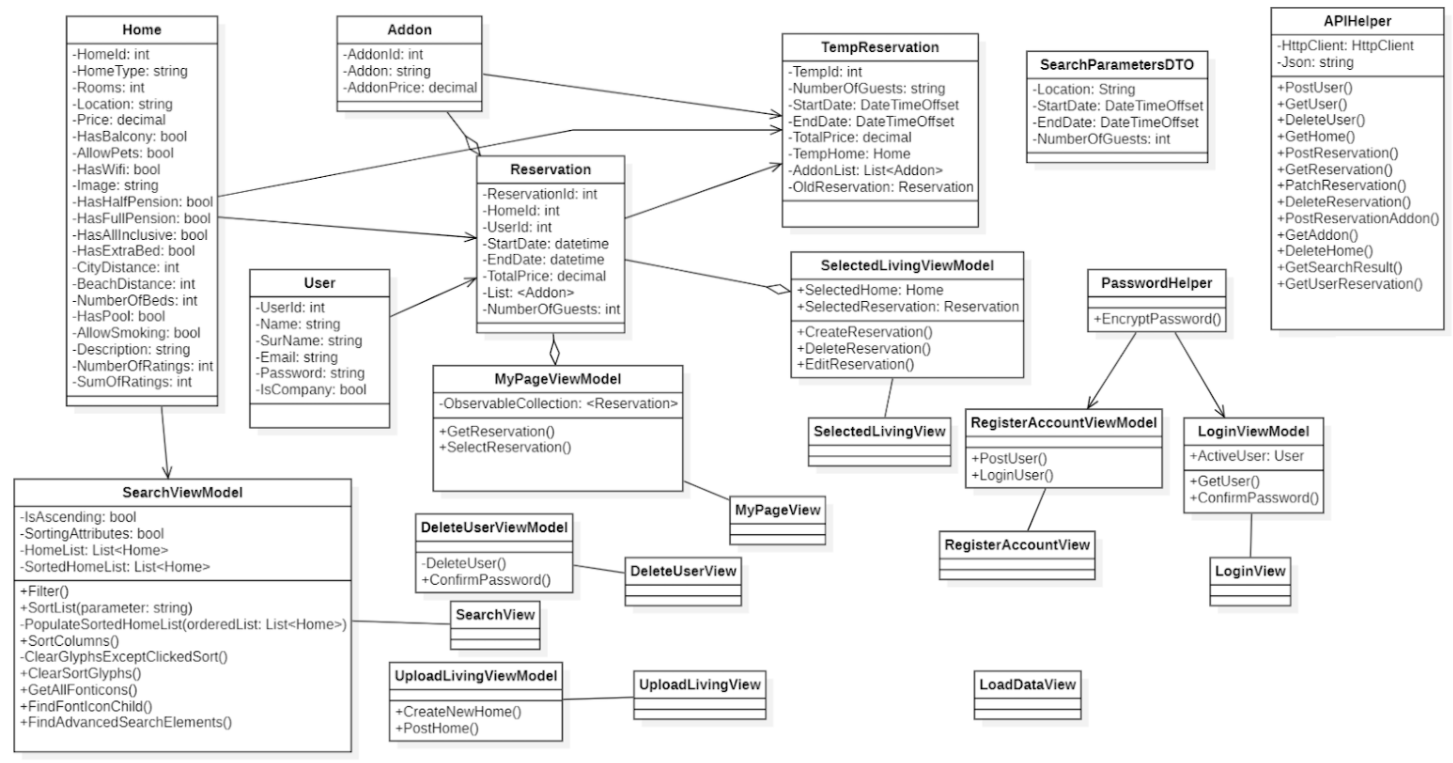 Home
-HomeId: int
-HomeType: string
-Rooms: int
-Location: string
-Price: decimal
-HasBalcony: bool
-AllowPets: bool
-HasWifi: bool
-Image: string
-HasHalfPension: bool
-HasFullPension: bool
-HasAllInclusive: bool
-HasExtraBed: bool
-CityDistance: int
-BeachDistance: int
-NumberOfBeds: int
-HasPool: bool
-AllowSmoking: bool
-Description: string
-NumberOfRatings: int
-SumOfRatings: int
Addon
-AddonId: int
-Addon: string
-AddonPrice: decimal
TempReservation
-TempId: int
-NumberOfGuests: string
-StartDate: DateTimeOffset
-EndDate: DateTimeOffset
-TotalPrice: decimal
-TempHome: Home
-AddonList: List<Addon>
-OldReservation: Reservation
SearchParametersDTO
-Location: String
-StartDate: DateTimeOffset
-EndDate: DateTimeOffset
-NumberOfGuests: int
APIHelper
-HttpClient: HttpClient
-Json: string
+PostUser()
+GetUser()
+DeleteUser()
+GetHome()
+PostReservation()
+GetReservation()
+PatchReservation()
+DeleteReservation()
+PostReservationAddon()
+GetAddon()
+DeleteHome()
+GetSearchResult()
+GetUserReservation()
Reservation
-ReservationId: int
-HomeId: int
-UserId: int
-StartDate: datetime
-EndDate: datetime
-TotalPrice: decimal
-List: <Addon>
-NumberOfGuests: int
User
-UserId: int
-Name: string
-SurName: string
-Email: string
-Password: string
-IsCompany: bool
SelectedLivingViewModel
+SelectedHome: Home
+SelectedReservation: Reservation
+CreateReservation()
+DeleteReservation()
+EditReservation()
PasswordHelper
+EncryptPassword()
MyPageViewModel
-ObservableCollection: <Reservation>
+GetReservation()
+SelectReservation()
SelectedLivingView
RegisterAccountViewModel
+PostUser()
+LoginUser()
LoginViewModel
+ActiveUser: User
+GetUser()
+ConfirmPassword()
SearchViewModel
-IsAscending: bool
-SortingAttributes: bool
-HomeList: List<Home>
-SortedHomeList: List<Home>
+Filter()
+SortList(parameter: string)
-PopulateSortedHomeList(orderedList: List<Home>)
+SortColumns()
-ClearGlyphsExceptClickedSort()
+ClearSortGlyphs()
+GetAllFonticons()
+FindFontIconChild()
+FindAdvancedSearchElements()
MyPageView
DeleteUserViewModel
-DeleteUser()
+ConfirmPassword()
DeleteUserView
RegisterAccountView
LoginView
SearchView
UploadLivingViewModel
+CreateNewHome()
+PostHome()
UploadLivingView
LoadDataView